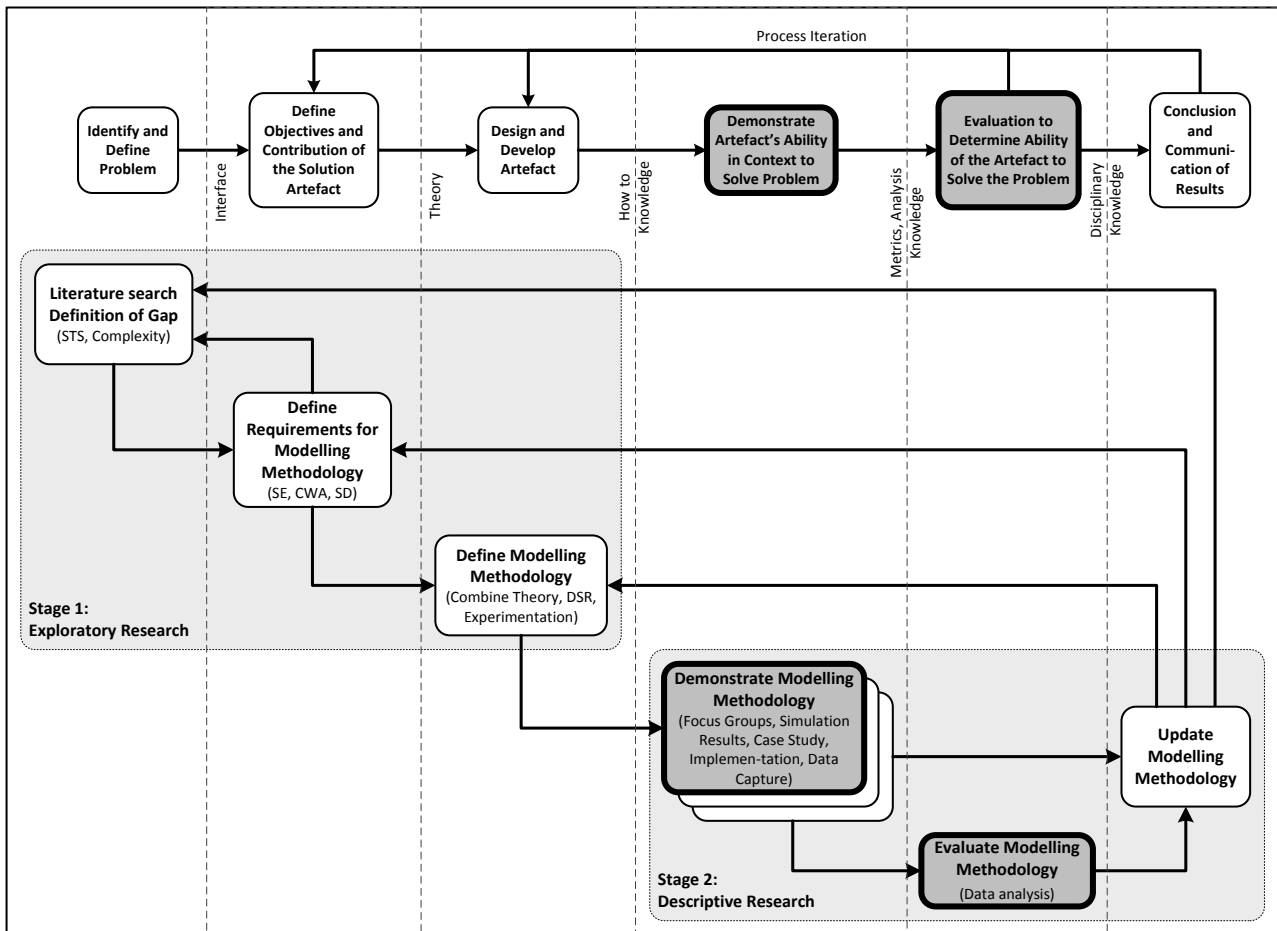 Process Iteration
Identify and
Define
Problem
Define
Objectives and
Contribution of
the Solution
Artefact
Design and
Develop
Artefact
Demonstrate
Artefact's Ability
in Context to
Solve Problem
Evaluation to
Determine Ability
of the Artefact to
Solve the Problem
Conclusion
and
Communi-
cation of
Results
Interface
Theory
How to
Knowledge
Metrics, Analysis
Knowledge
Disciplinary
Knowledge
Literature search
Definition of Gap
(STS, Complexity)
Define
Requirements for
Modelling
Methodology
(SE, CWA, SD)
Define Modelling
Methodology
(Combine Theory, DSR,
Experimentation)
Stage 1:
Exploratory Research
Demonstrate Modelling
Methodology
(Focus Groups, Simulation
Results, Case Study,
Implemen-tation, Data
Capture)
Update
Modelling
Methodology
Evaluate Modelling
Methodology
(Data analysis)
Stage 2:
Descriptive Research